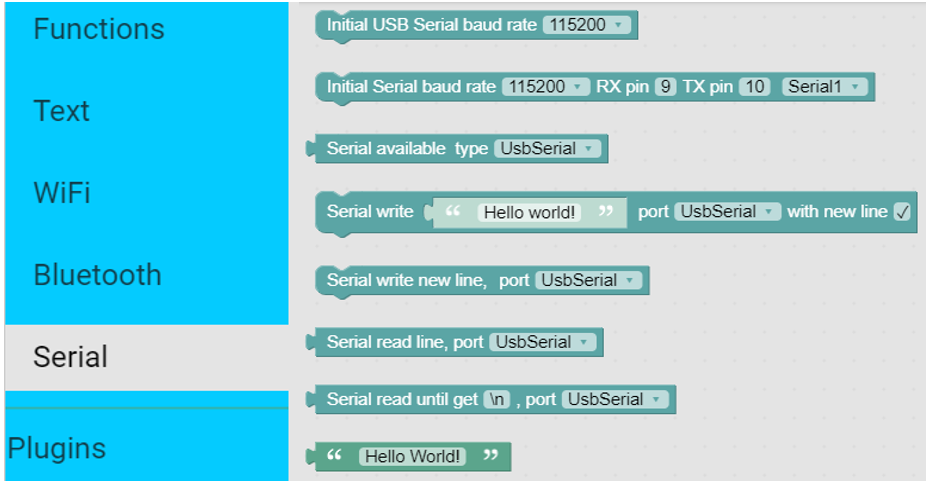 Functions
Text
WiFi
Bluetooth
Serial
Plugins
Initial USB Serial baud rate 115200
Initial Serial baud rate 115200 RX pin 9 TX pin 10 Serial1
Serial available type UsbSerial
Serial write “ Hello world! ” port UsbSerial with new line ✓
Serial write new line, port UsbSerial
Serial read line, port UsbSerial
Serial read until get \n , port UsbSerial
“ Hello World! ”